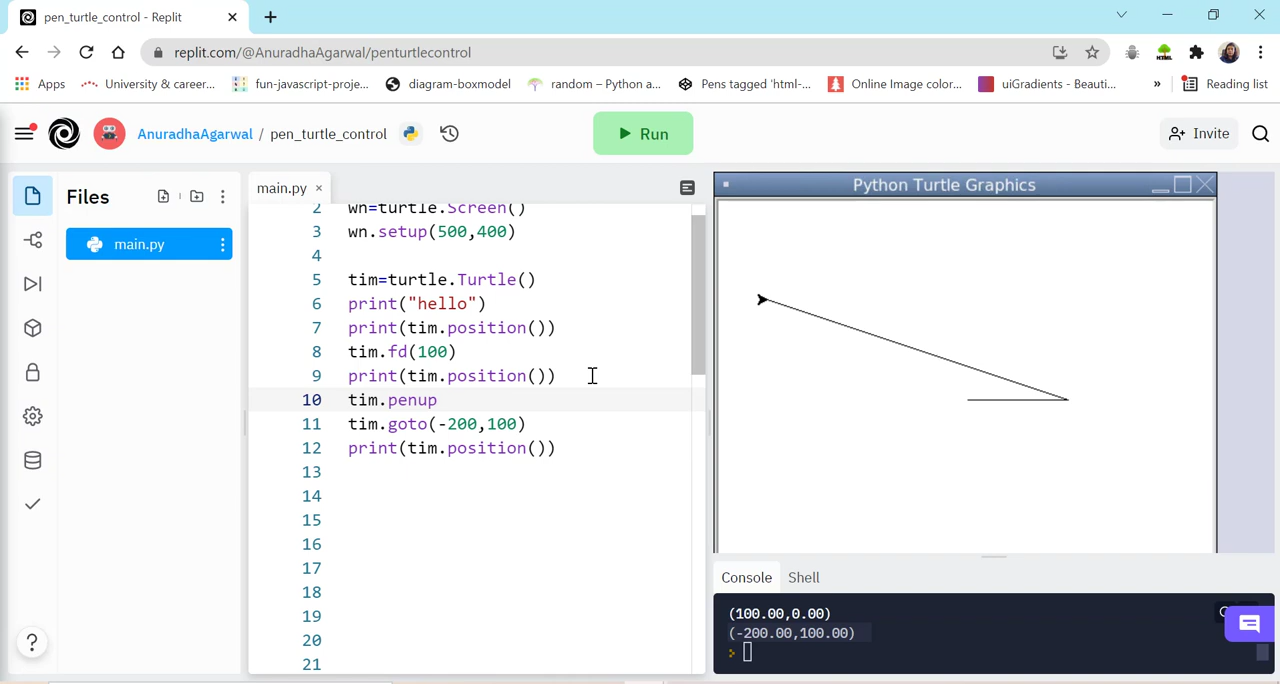 pen_turtle_control - Replit
replit.com/@AnuradhaAgarwal/penturtlecontrol
Apps University & career... fun-javascript-proje... diagram-boxmodel random – Python a... Pens tagged 'html-... Online Image color... uiGradients - Beauti... » Reading list
AnuradhaAgarwal / pen_turtle_control Run Invite
Files
main.py
main.py
2 wn=turtle.Screen()
3 wn.setup(500,400)
4
5 tim=turtle.Turtle()
6 print("hello")
7 print(tim.position())
8 tim.fd(100)
9 print(tim.position())
10 tim.penup
11 tim.goto(-200,100)
12 print(tim.position())
13
14
15
16
17
18
19
20
21
Python Turtle Graphics
Console Shell
(100.00,0.00)
(-200.00,100.00)
>
?